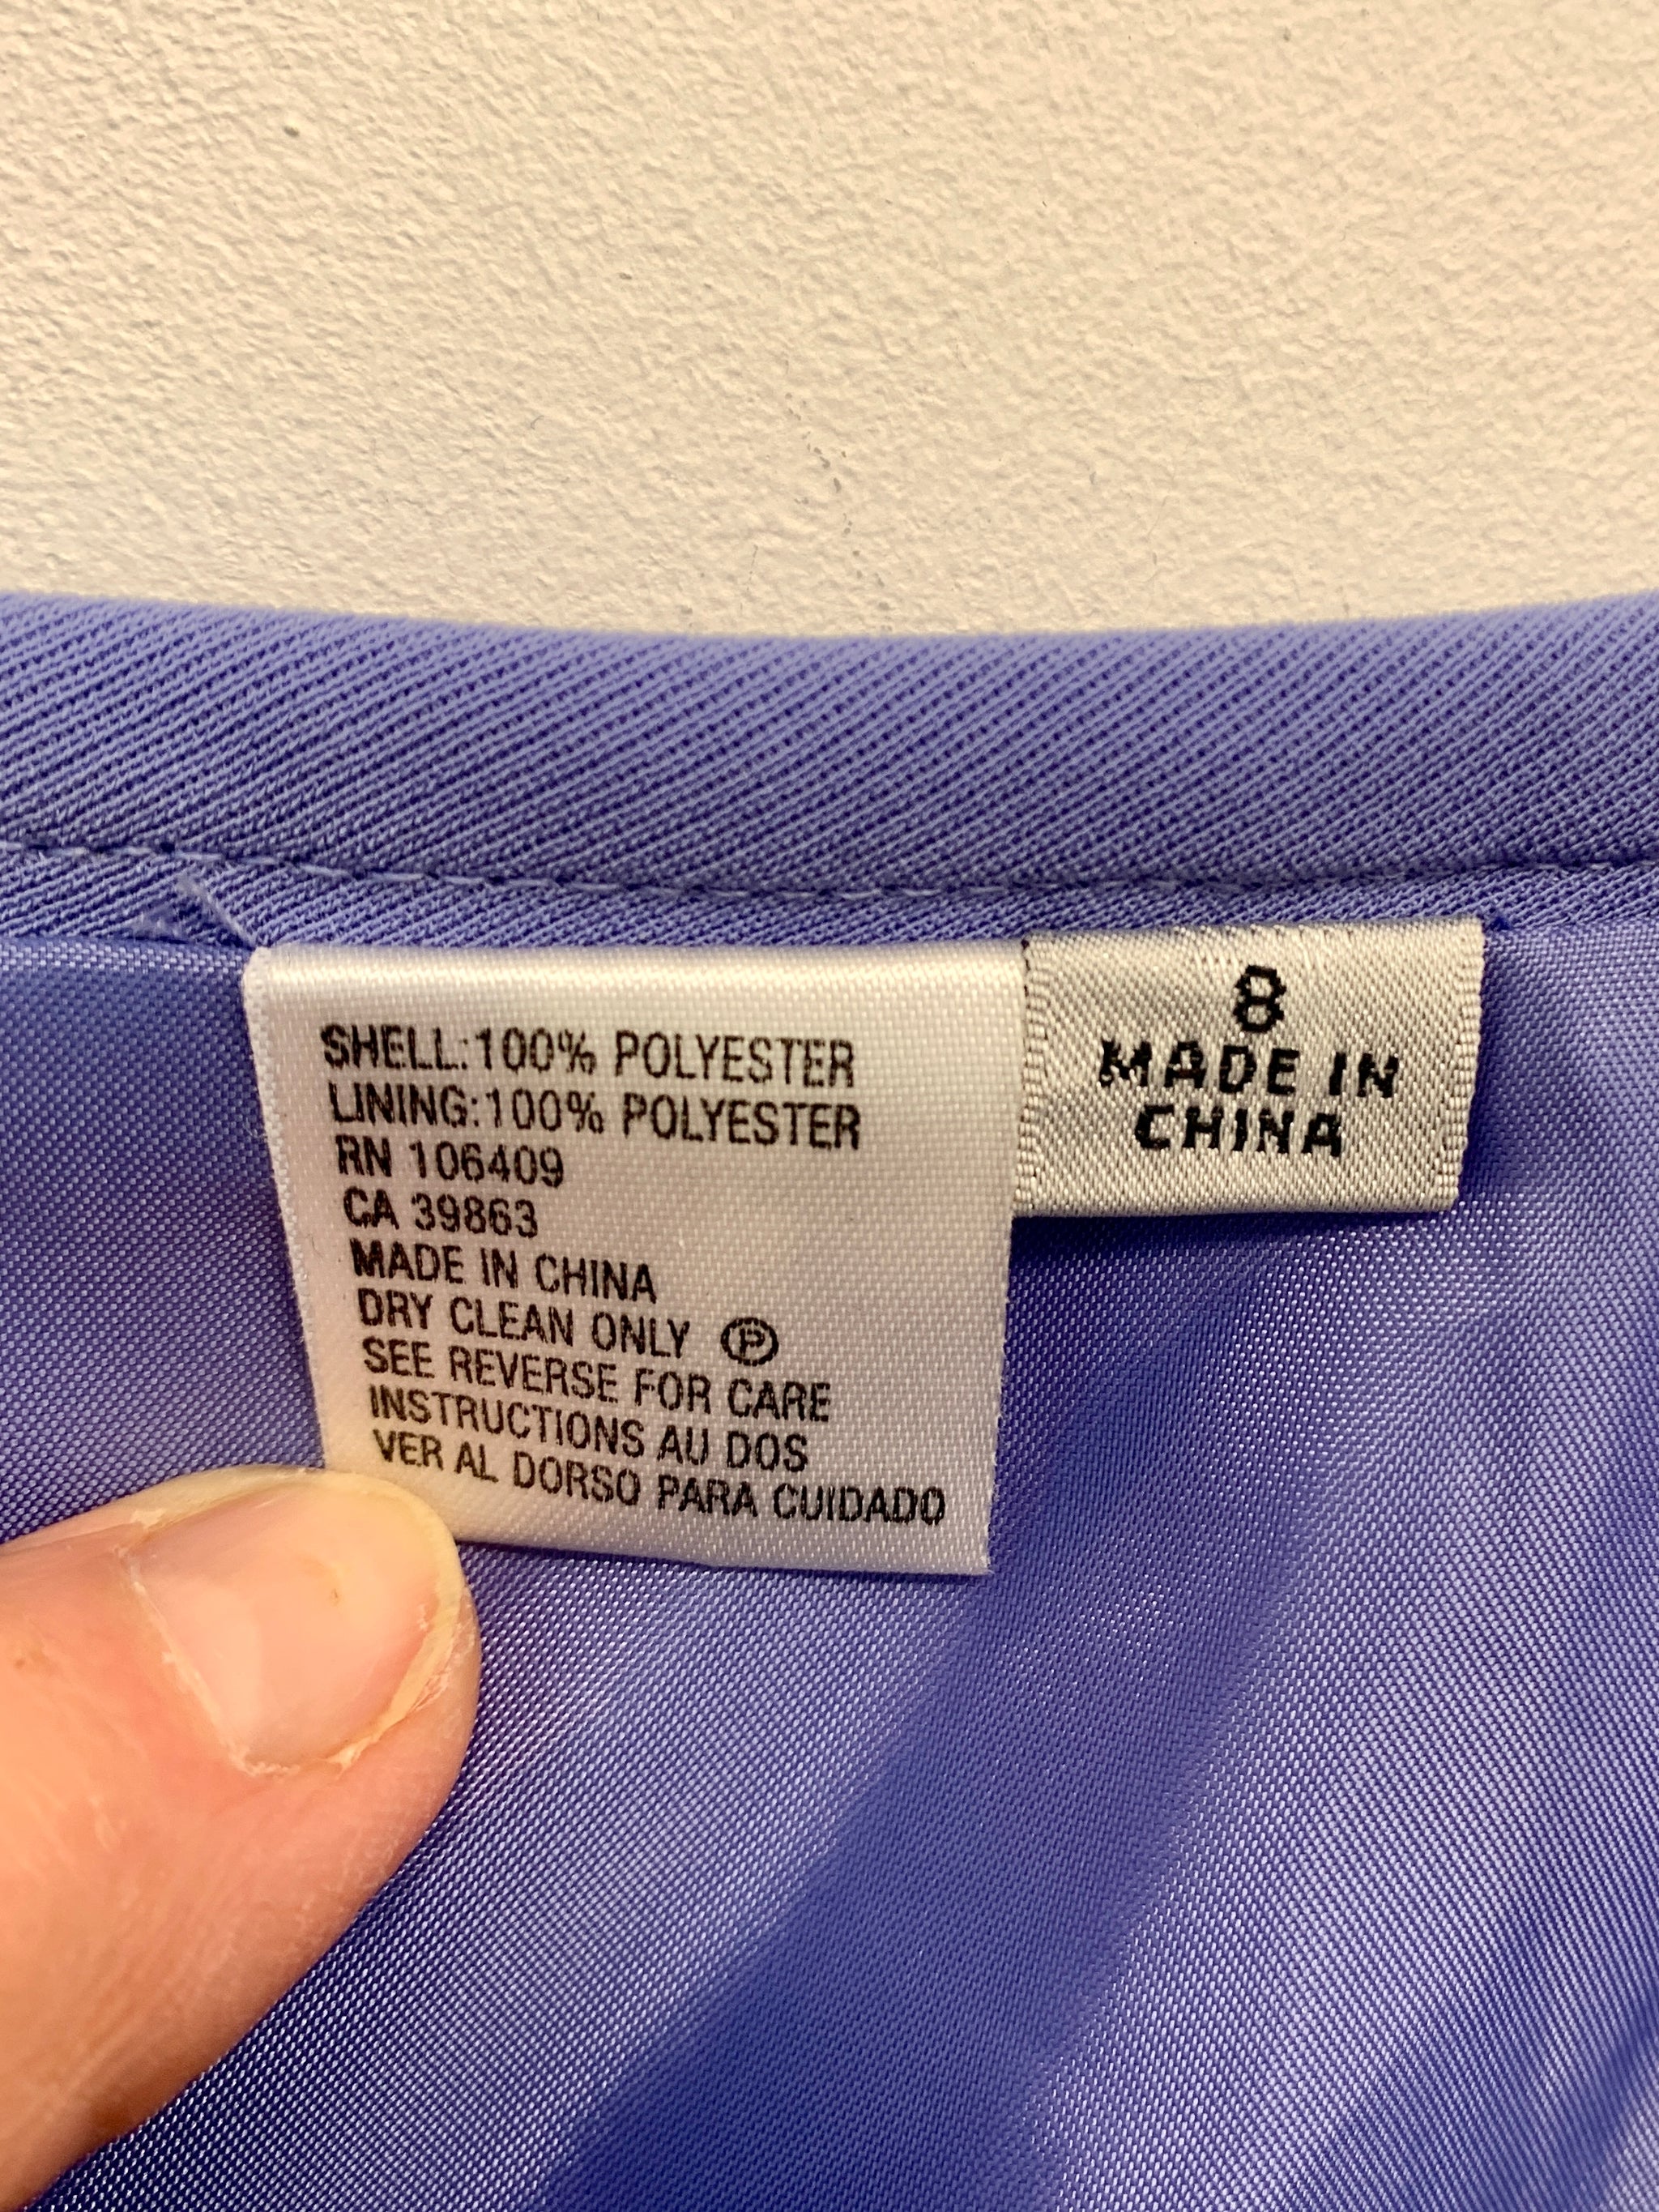 SHELL:100% POLYESTER
LINING:100% POLYESTER
RN 106409
CA 39863
MADE IN CHINA
DRY CLEAN ONLY Ⓟ
SEE REVERSE FOR CARE
INSTRUCTIONS AU DOS
VER AL DORSO PARA CUIDADO
8
MADE IN
CHINA